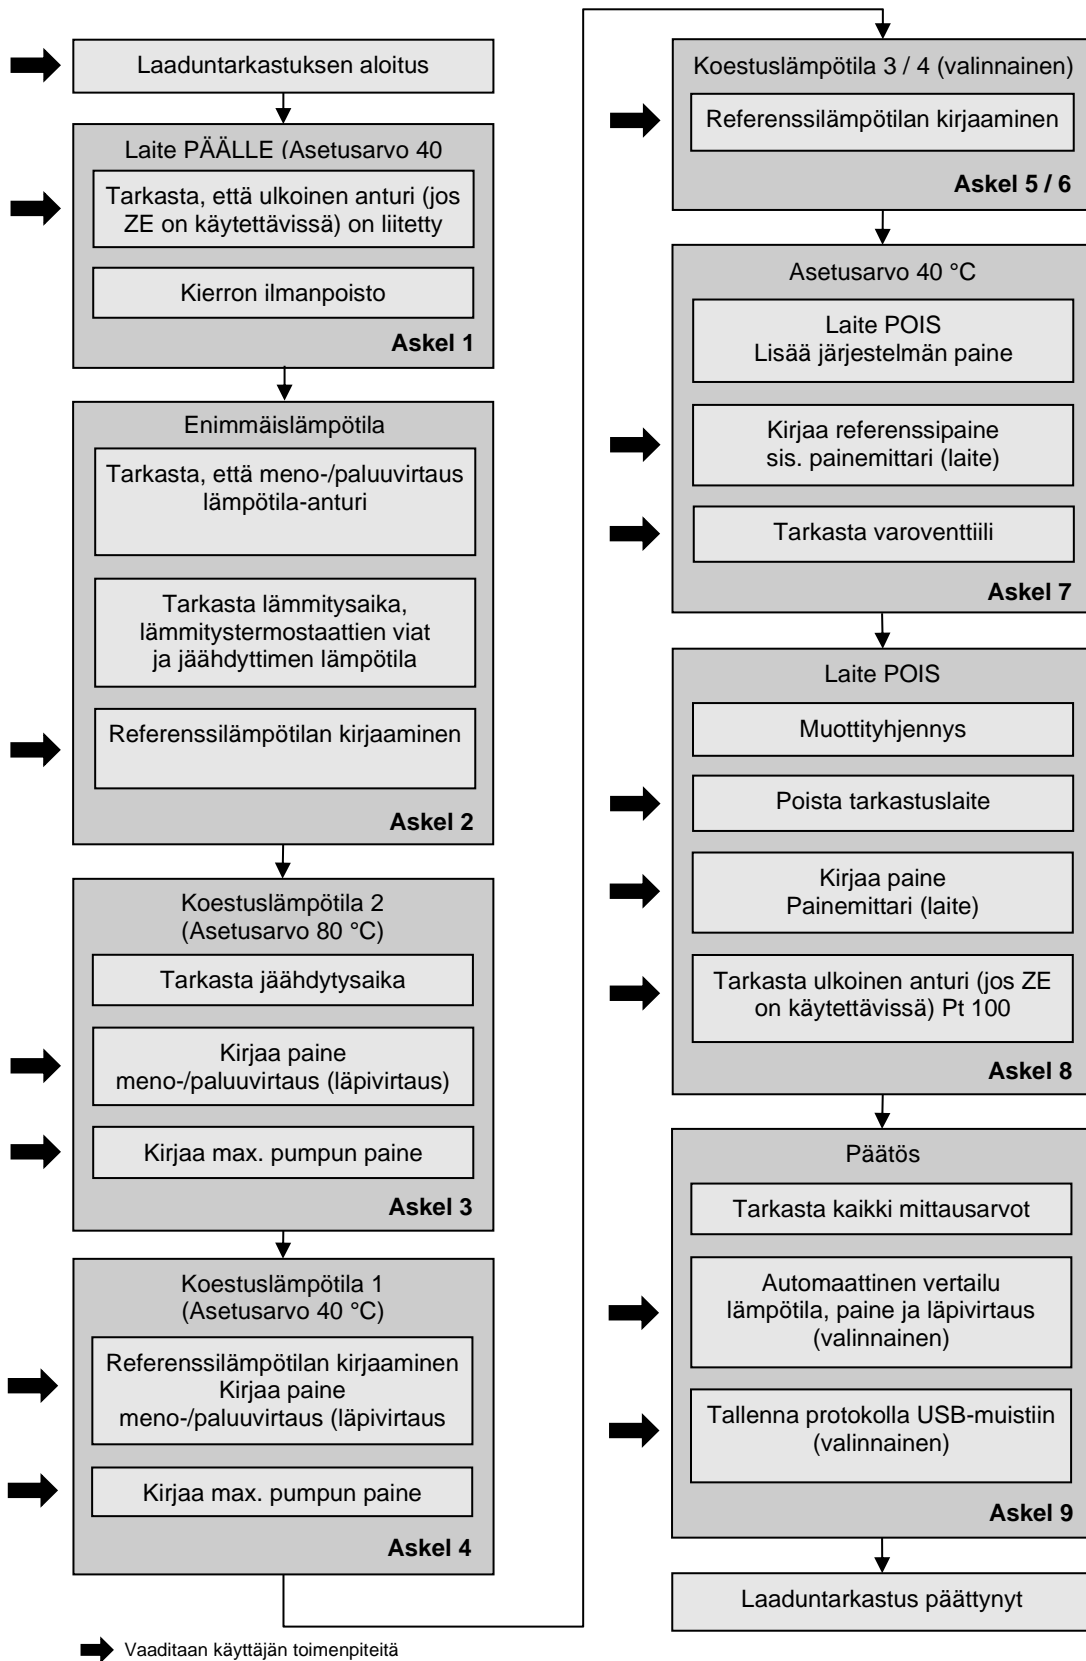 Laaduntarkastuksen aloitus
Laite PÄÄLLE (Asetusarvo 40
Tarkasta, että ulkoinen anturi (jos
ZE on käytettävissä) on liitetty
Kierron ilmanpoisto
Askel 1
Enimmäislämpötila
Tarkasta, että meno-/paluuvirtaus
lämpötila-anturi
Tarkasta lämmitysaika,
lämmitystermostaattien viat
ja jäähdyttimen lämpötila
Referenssilämpötilan kirjaaminen
Askel 2
Koestuslämpötila 2
(Asetusarvo 80 °C)
Tarkasta jäähdytysaika
Kirjaa paine
meno-/paluuvirtaus (läpivirtaus)
Kirjaa max. pumpun paine
Askel 3
Koestuslämpötila 1
(Asetusarvo 40 °C)
Referenssilämpötilan kirjaaminen
Kirjaa paine
meno-/paluuvirtaus (läpivirtaus
Kirjaa max. pumpun paine
Askel 4
Koestuslämpötila 3 / 4 (valinnainen)
Referenssilämpötilan kirjaaminen
Askel 5 / 6
Asetusarvo 40 °C
Laite POIS
Lisää järjestelmän paine
Kirjaa referenssipaine
sis. painemittari (laite)
Tarkasta varoventtiili
Askel 7
Laite POIS
Muottityhjennys
Poista tarkastuslaite
Kirjaa paine
Painemittari (laite)
Tarkasta ulkoinen anturi (jos ZE
on käytettävissä) Pt 100
Askel 8
Päätös
Tarkasta kaikki mittausarvot
Automaattinen vertailu
lämpötila, paine ja läpivirtaus
(valinnainen)
Tallenna protokolla USB-muistiin
(valinnainen)
Askel 9
Laaduntarkastus päättynyt
Vaaditaan käyttäjän toimenpiteitä